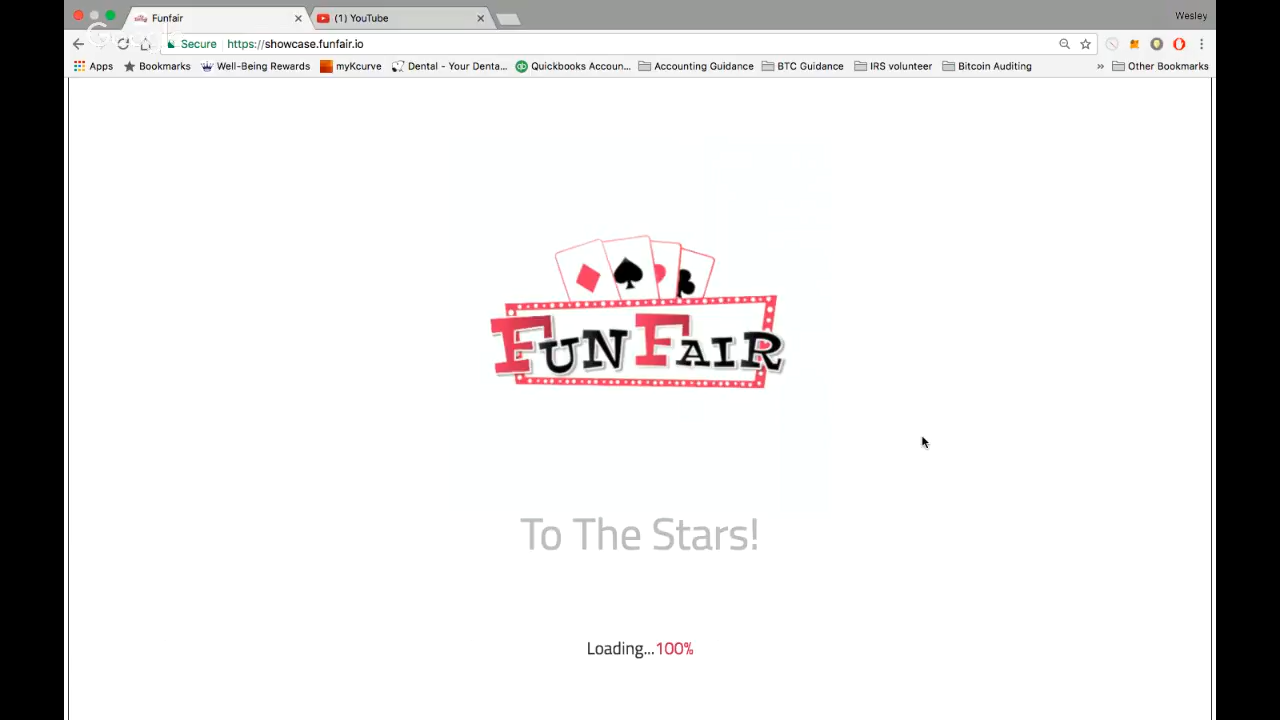 Funfair
(1) YouTube
Wesley
Secure
https://showcase.funfair.io
Apps
Bookmarks
Well-Being Rewards
myKcurve
Dental - Your Denta...
Quickbooks Accoun...
Accounting Guidance
BTC Guidance
IRS volunteer
Bitcoin Auditing
»
Other Bookmarks
FUN FAIR
To The Stars!
Loading...100%